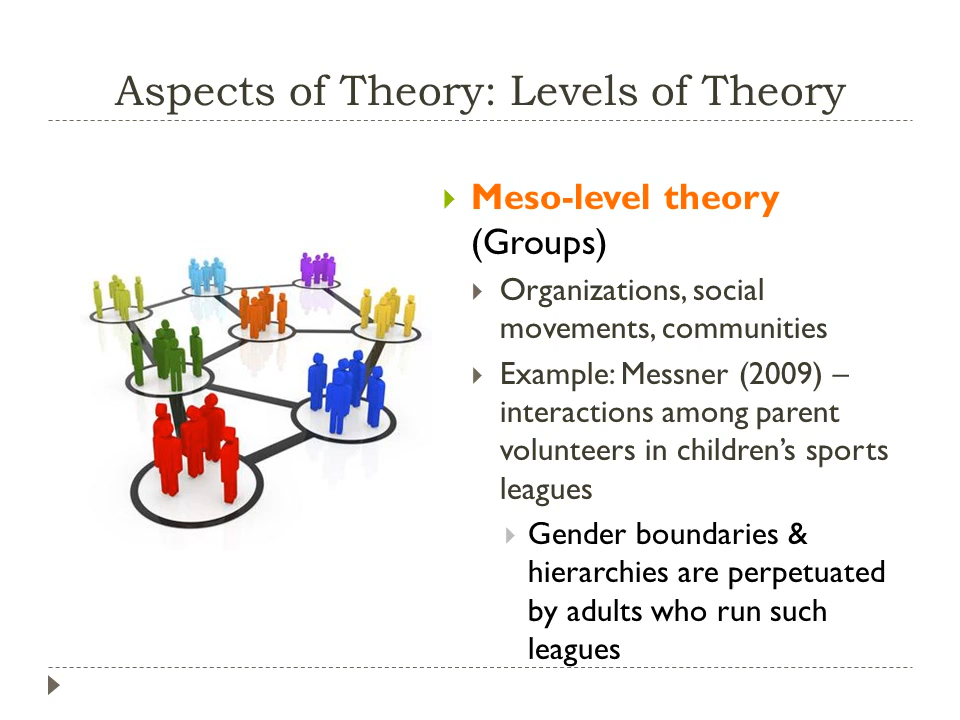 Aspects of Theory: Levels of Theory
Meso-level theory
(Groups)
Organizations, social
movements, communities
Example: Messner (2009) –
interactions among parent
volunteers in children’s sports
leagues
Gender boundaries &
hierarchies are perpetuated
by adults who run such
leagues